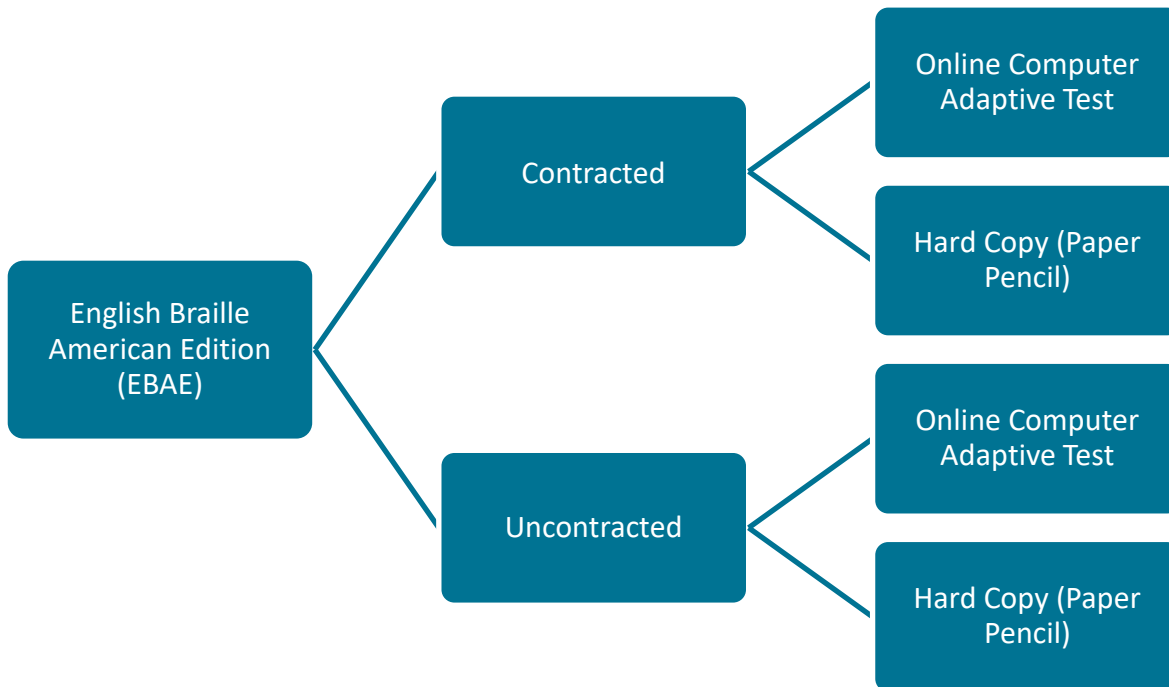 English Braille
American Edition
(EBAE)
Contracted
Online Computer
Adaptive Test
Hard Copy (Paper
Pencil)
Uncontracted
Online Computer
Adaptive Test
Hard Copy (Paper
Pencil)